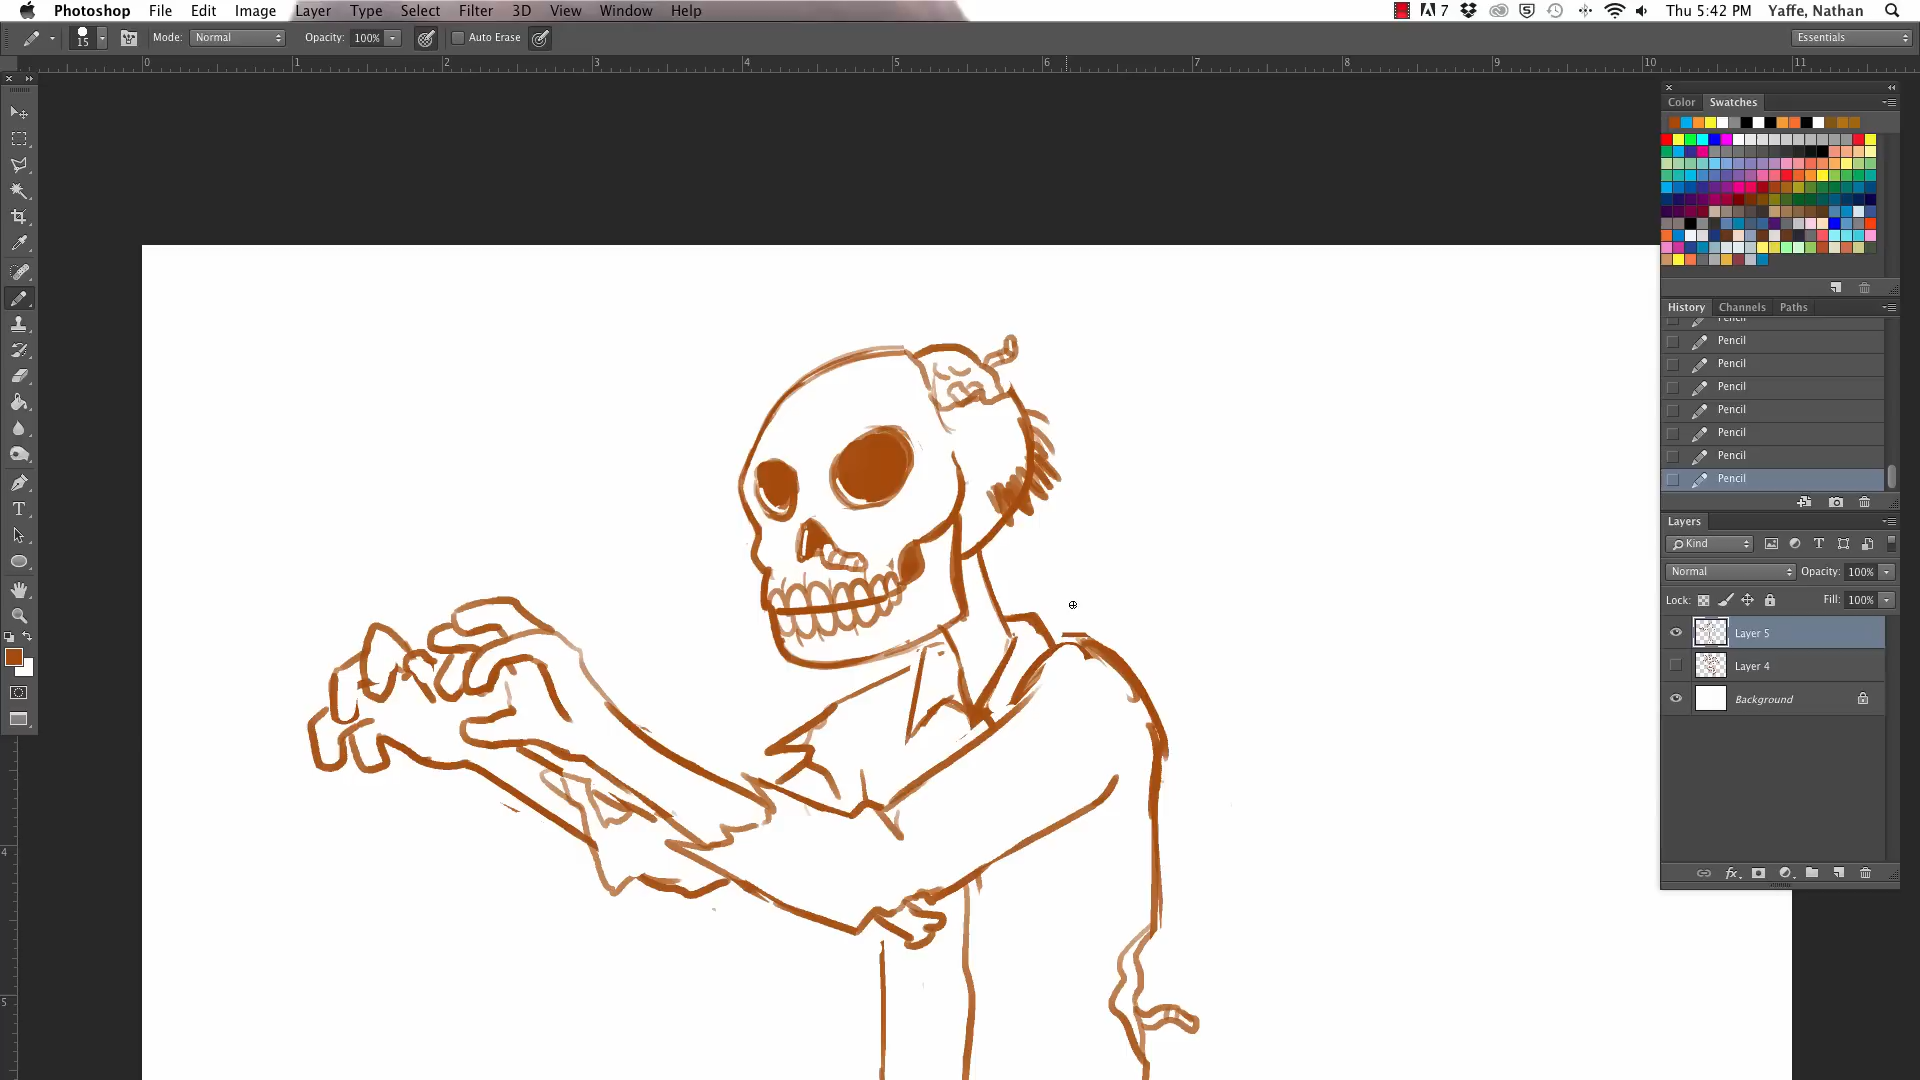 Photoshop File Edit Image Layer Type Select Filter 3D View Window Help 7 Thu 5:42 PM Yaffe, Nathan
15 Mode: Normal Opacity: 100% Auto Erase Essentials
0 1 2 3 4 5 6 7 8 9 10 11
Color Swatches
History Channels Paths
Pencil
Pencil
Pencil
Pencil
Pencil
Pencil
Pencil
Pencil
Layers
Kind T
Normal Opacity: 100%
Lock: Fill: 100%
Layer 5
Layer 4
Background
fx
T
4
5